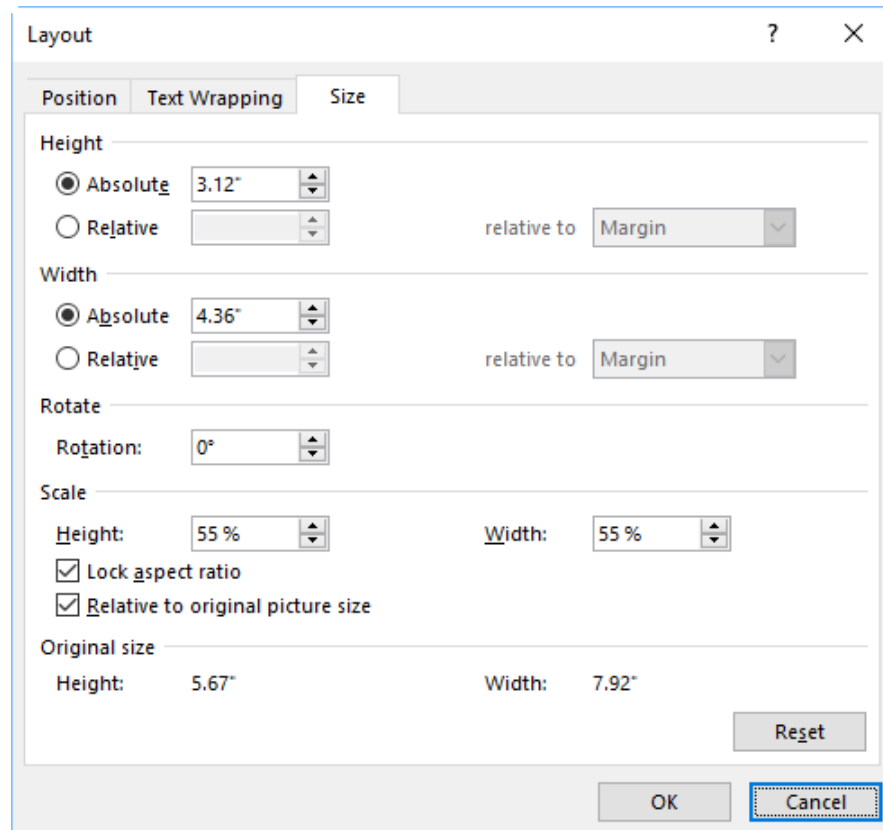 Layout ?
Position Text Wrapping Size
Height
Absolute 3.12"
Relative relative to Margin
Width
Absolute 4.36"
Relative relative to Margin
Rotate
Rotation: 0°
Scale
Height: 55 % Width: 55 %
Lock aspect ratio
Relative to original picture size
Original size
Height: 5.67" Width: 7.92"
Reset
OK Cancel